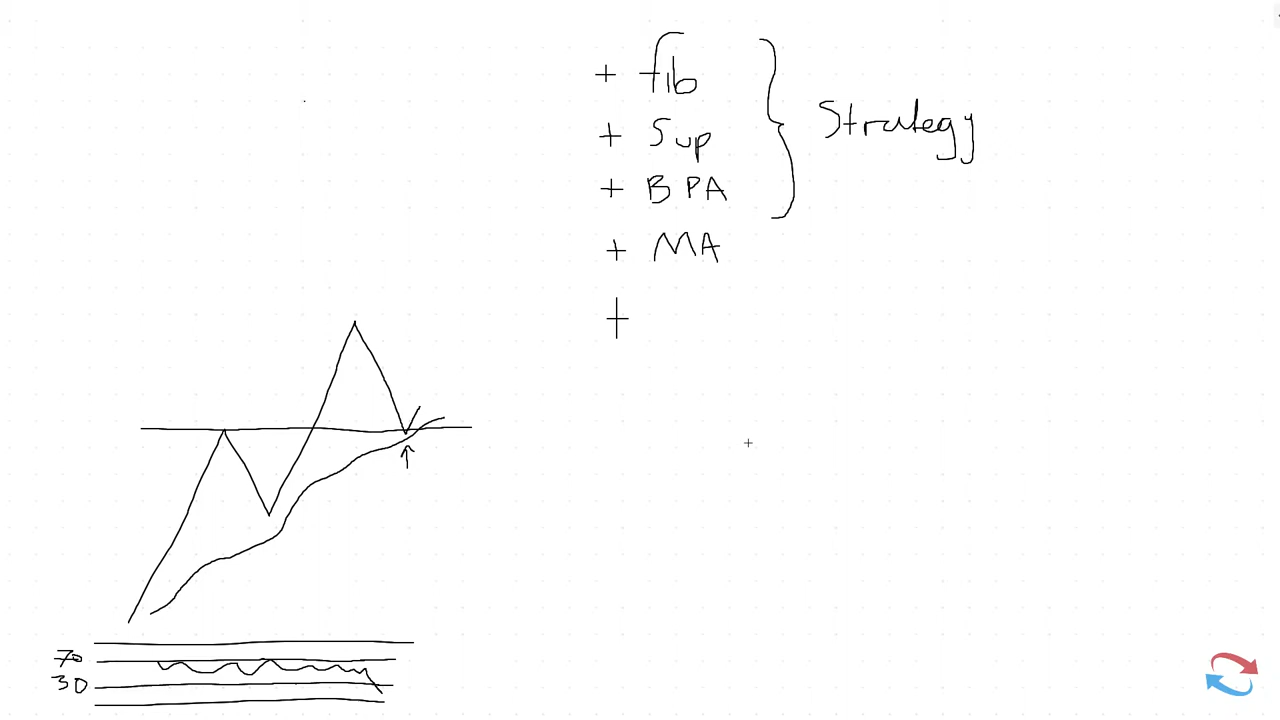 + fib
+ Sup
Strategy
+ BPA
+ MA
+
70
30